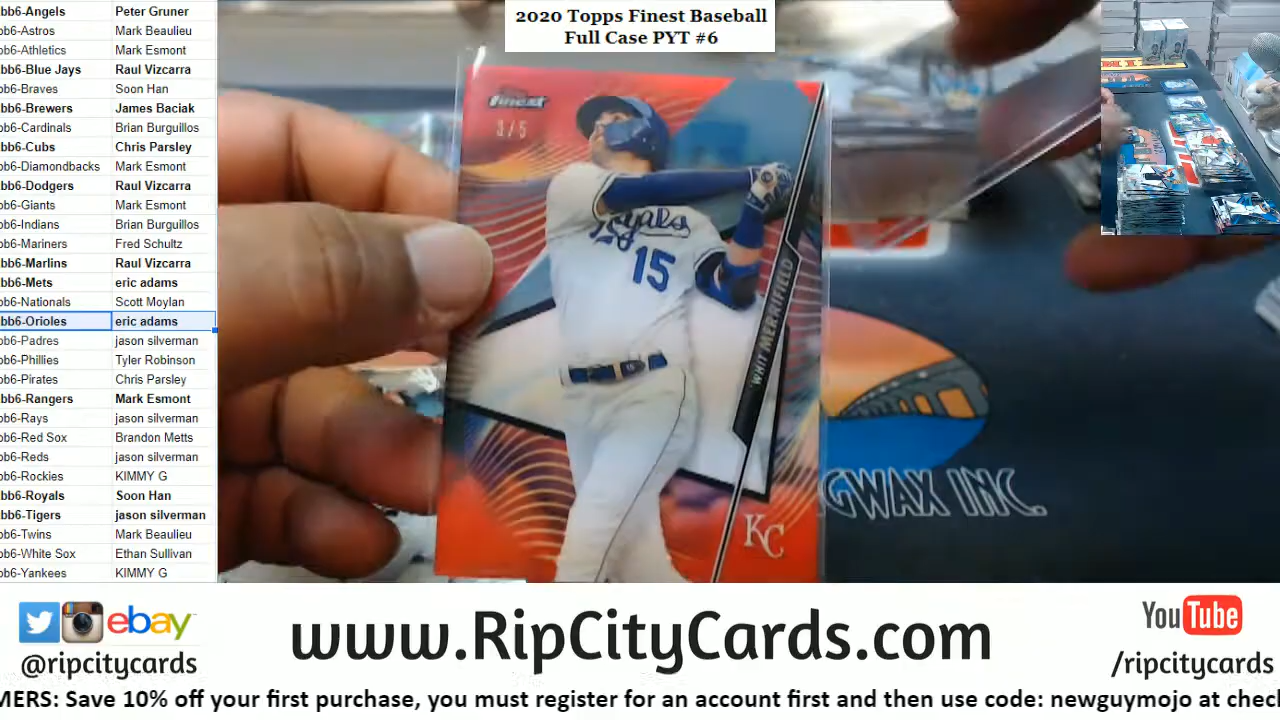 2020 Topps Finest Baseball
Full Case PYT #6
bb6-Angels Peter Gruner
bb6-Astros Mark Beaulieu
bb6-Athletics Mark Esmont
bb6-Blue Jays Raul Vizcarra
bb6-Braves Soon Han
bb6-Brewers James Baciak
bb6-Cardinals Brian Burguillos
bb6-Cubs Chris Parsley
bb6-Diamondbacks Mark Esmont
bb6-Dodgers Raul Vizcarra
bb6-Giants Mark Esmont
bb6-Indians Brian Burguillos
bb6-Mariners Fred Schultz
bb6-Marlins Raul Vizcarra
bb6-Mets eric adams
bb6-Nationals Scott Moylan
bb6-Orioles eric adams
bb6-Padres jason silverman
bb6-Phillies Tyler Robinson
bb6-Pirates Chris Parsley
bb6-Rangers Mark Esmont
bb6-Rays jason silverman
bb6-Red Sox Brandon Metts
bb6-Reds jason silverman
bb6-Rockies KIMMY G
bb6-Royals Soon Han
bb6-Tigers jason silverman
bb6-Twins Mark Beaulieu
bb6-White Sox Ethan Sullivan
bb6-Yankees KIMMY G
finest
3/5
Royals
15
WHIT MERRIFIELD
KC
GWAX INC.
ebay
@ripcitycards
www.RipCityCards.com
YouTube
/ripcitycards
MERS: Save 10% off your first purchase, you must register for an account first and then use code: newguymojo at chec